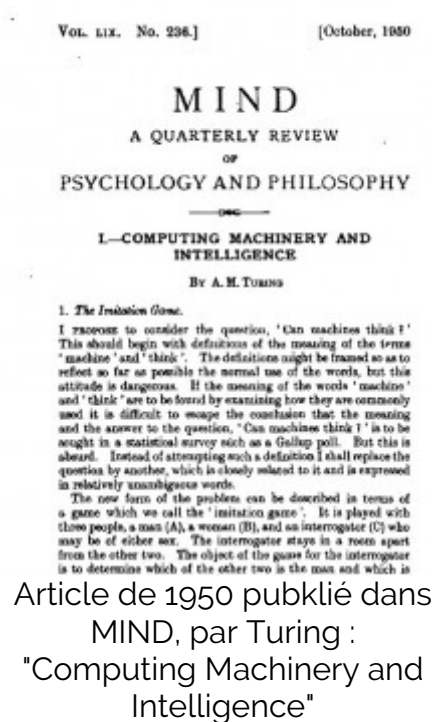 VOL. LIX. No. 236.] [October, 1950
MIND
A QUARTERLY REVIEW
OF
PSYCHOLOGY AND PHILOSOPHY
I.—COMPUTING MACHINERY AND
INTELLIGENCE
BY A. M. TURING
1. The Imitation Game.
I PROPOSE to consider the question, 'Can machines think ?'
This should begin with definitions of the meaning of the terms
'machine' and 'think'. The definitions might be framed so as to
reflect so far as possible the normal use of the words, but this
attitude is dangerous. If the meaning of the words 'machine'
and 'think' are to be found by examining how they are commonly
used it is difficult to escape the conclusion that the meaning
and the answer to the question, 'Can machines think ?' is to be
sought in a statistical survey such as a Gallup poll. But this is
absurd. Instead of attempting such a definition I shall replace the
question by another, which is closely related to it and is expressed
in relatively unambiguous words.
The new form of the problem can be described in terms of
a game which we call the 'imitation game'. It is played with
three people, a man (A), a woman (B), and an interrogator (C) who
may be of either sex. The interrogator stays in a room apart
from the other two. The object of the game for the interrogator
is to determine which of the other two is the man and which is
Article de 1950 pubklié dans
MIND, par Turing :
"Computing Machinery and
Intelligence"